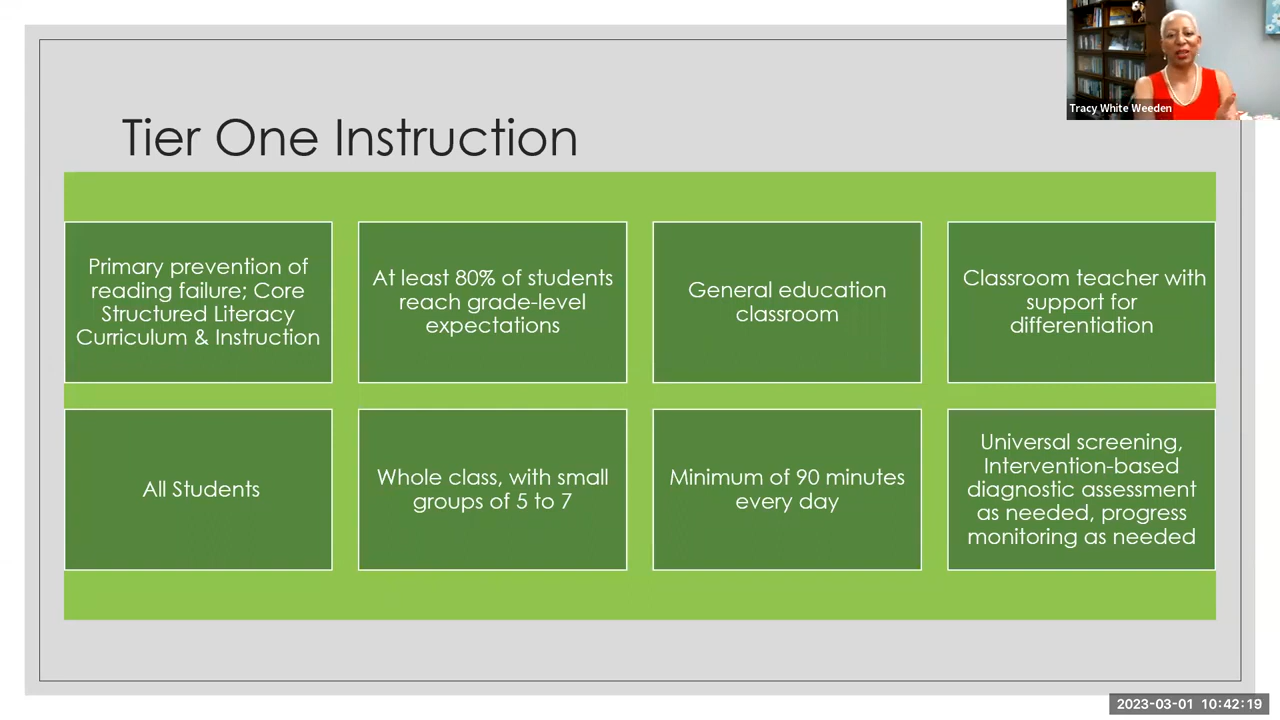 Tracy White Weeden
Tier One Instruction
Primary prevention of
reading failure; Core
Structured Literacy
Curriculum & Instruction
At least 80% of students
reach grade-level
expectations
General education
classroom
Classroom teacher with
support for
differentiation
All Students
Whole class, with small
groups of 5 to 7
Minimum of 90 minutes
every day
Universal screening,
Intervention-based
diagnostic assessment
as needed, progress
monitoring as needed
2023-03-01 10:42:19